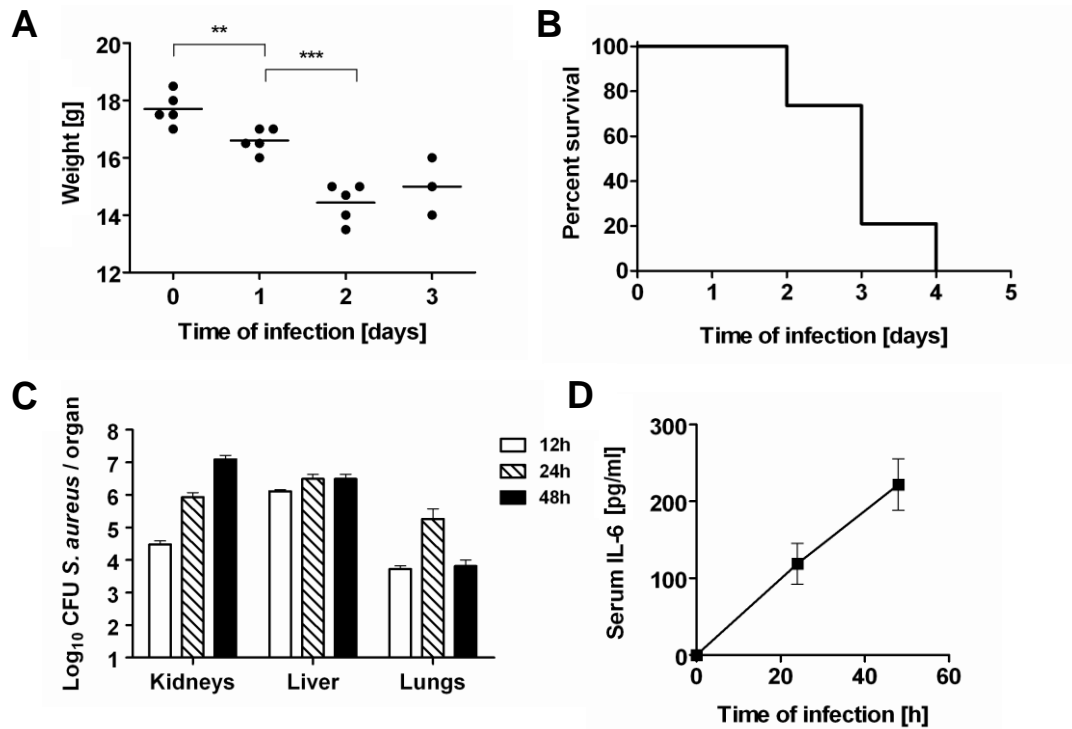 A
**
***
20
18
16
14
12
Weight [g]
0 1 2 3
Time of infection [days]
B
100
80
60
40
20
0
Percent survival
0 1 2 3 4 5
Time of infection [days]
C
8
7
6
5
4
3
2
1
Log10 CFU S. aureus / organ
Kidneys Liver Lungs
12h
24h
48h
D
300
200
100
0
Serum IL-6 [pg/ml]
0 20 40 60
Time of infection [h]